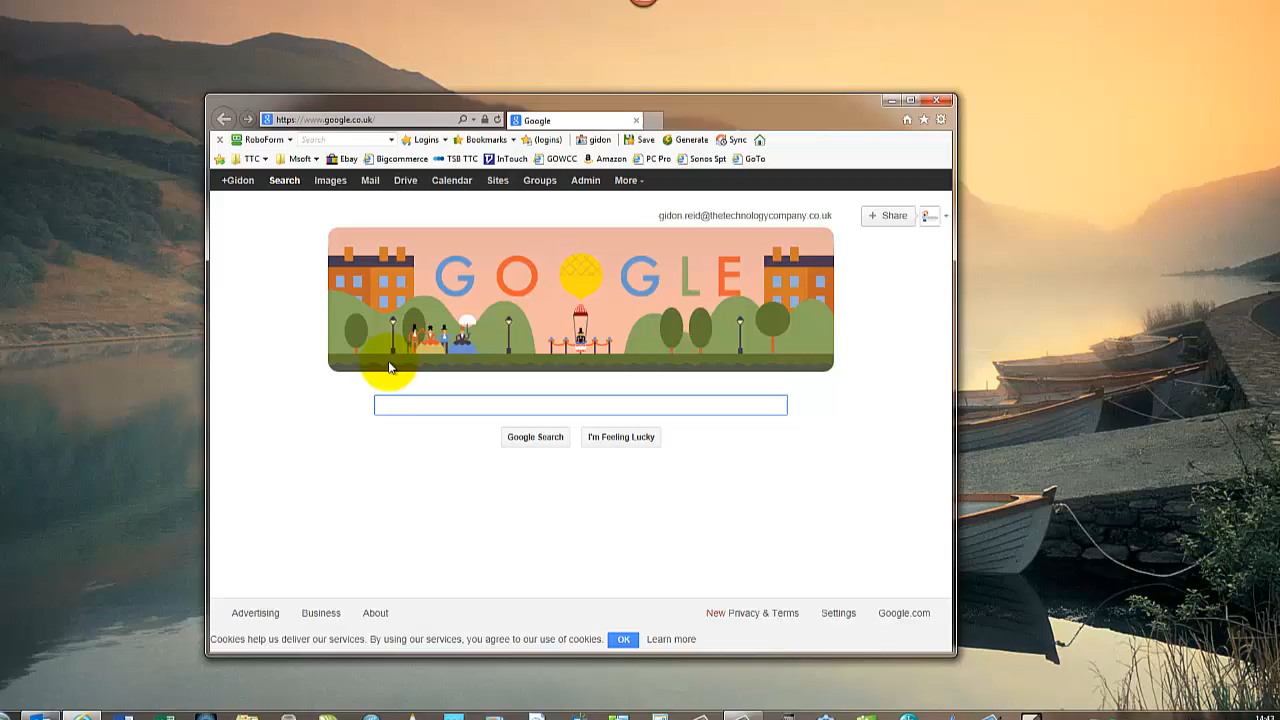 https://www.google.co.uk/
Google
RoboForm Search Logins Bookmarks (logins) gidon Save Generate Sync
TTC Msoft Ebay Bigcommerce TSB TTC InTouch GOWCC Amazon PC Pro Sonos Spt GoTo
+Gidon Search Images Mail Drive Calendar Sites Groups Admin More
gidon.reid@thetechnologycompany.co.uk + Share
GOOGLE
Google Search I'm Feeling Lucky
Advertising Business About New Privacy & Terms Settings Google.com
Cookies help us deliver our services. By using our services, you agree to our use of cookies. OK Learn more